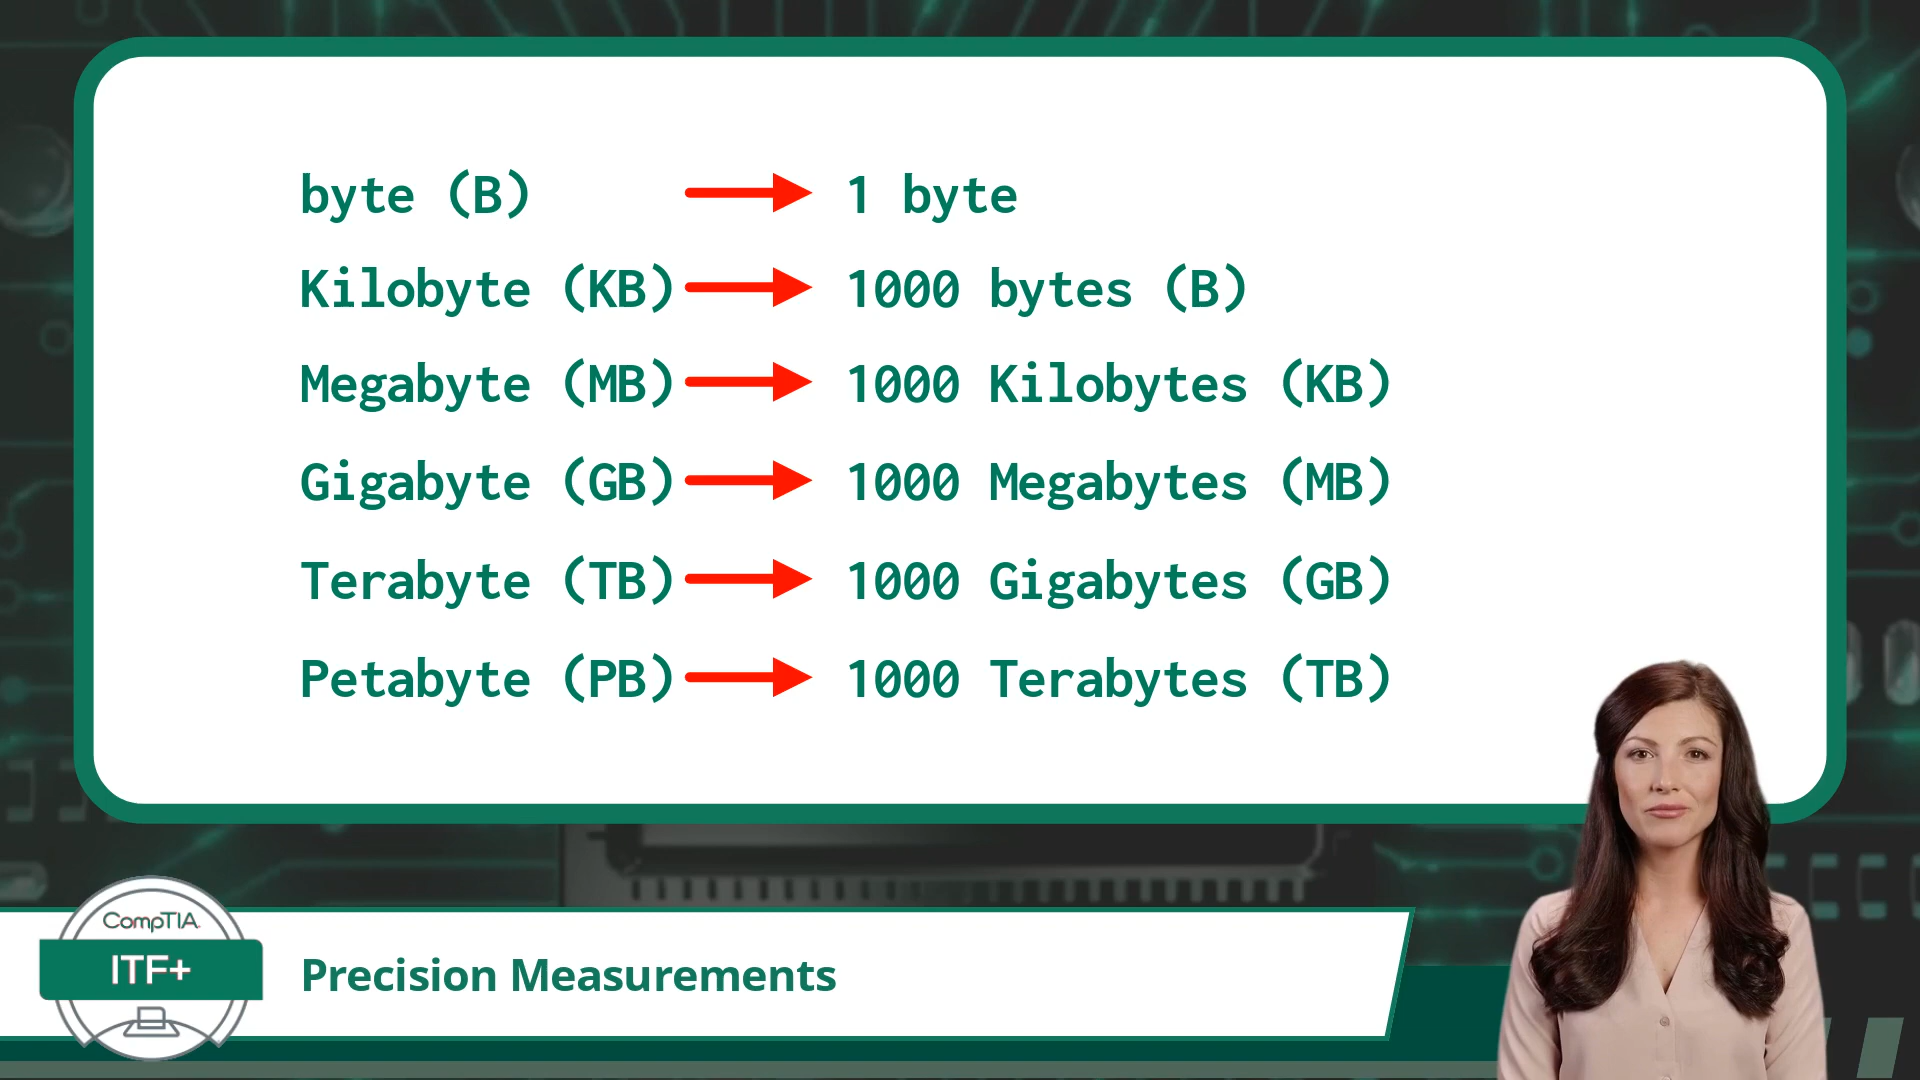 byte (B) 1 byte
Kilobyte (KB) 1000 bytes (B)
Megabyte (MB) 1000 Kilobytes (KB)
Gigabyte (GB) 1000 Megabytes (MB)
Terabyte (TB) 1000 Gigabytes (GB)
Petabyte (PB) 1000 Terabytes (TB)
CompTIA
ITF+
Precision Measurements